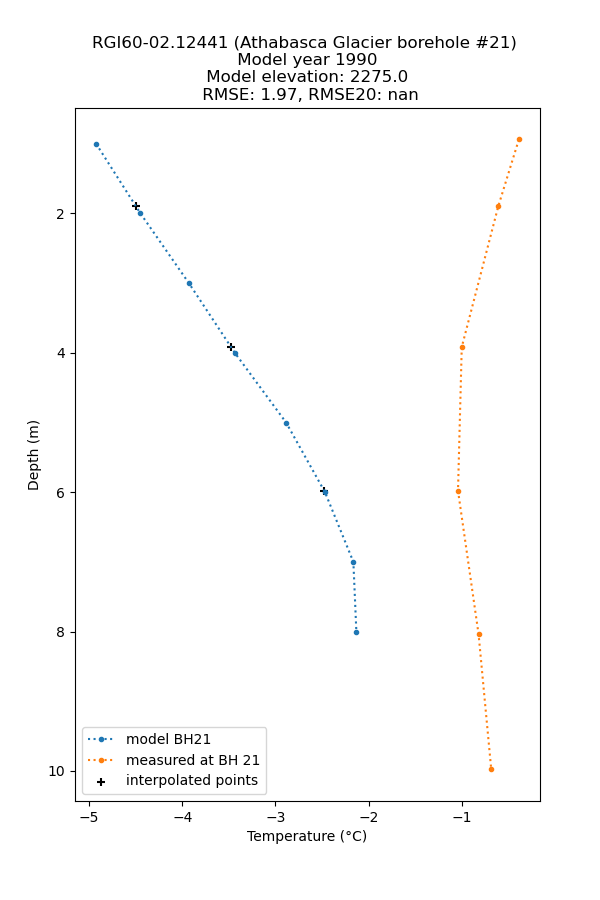 RGI60-02.12441 (Athabasca Glacier borehole #21)
Model year 1990
Model elevation: 2275.0
RMSE: 1.97, RMSE20: nan
Depth (m)
2
4
6
8
10
model BH21
measured at BH 21
interpolated points
−5
−4
−3
−2
−1
Temperature (°C)